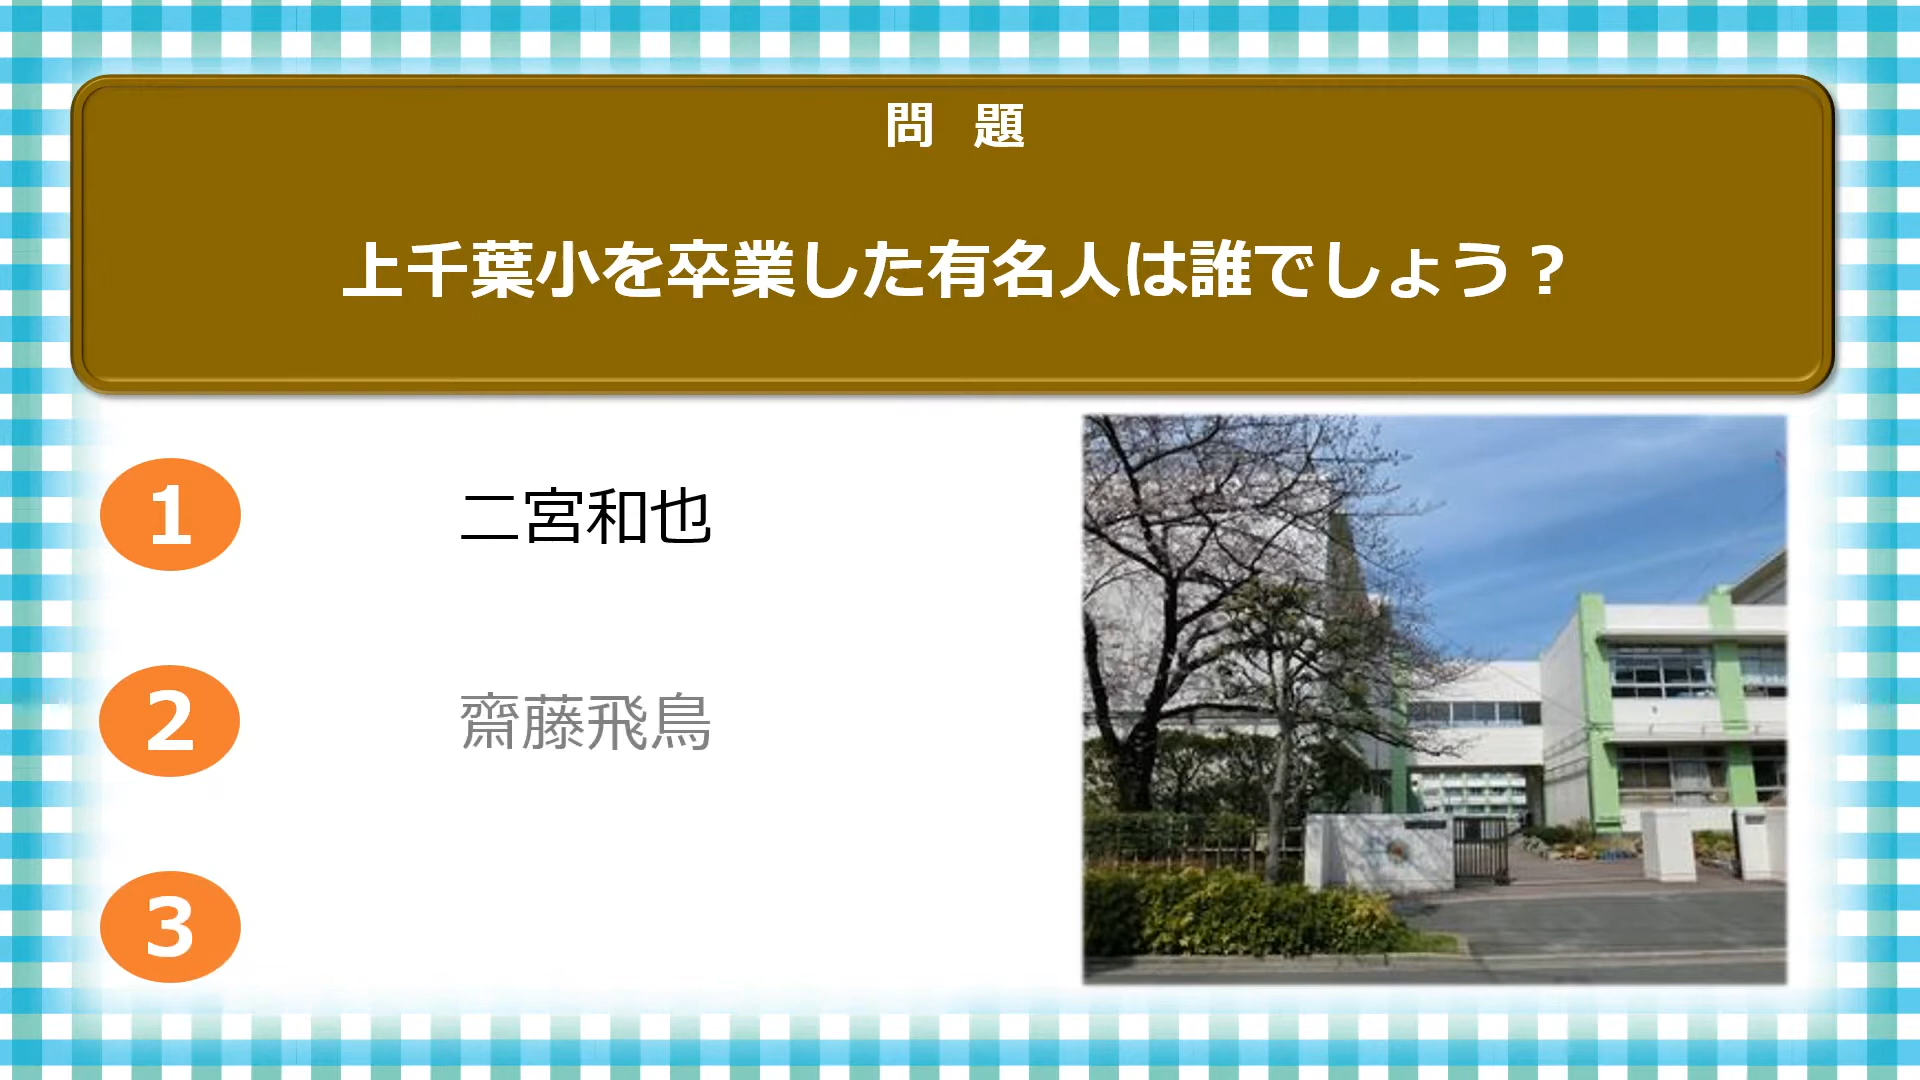 問 題
上千葉小を卒業した有名人は誰でしょう？
1 二宮和也
2 齋藤飛鳥
3